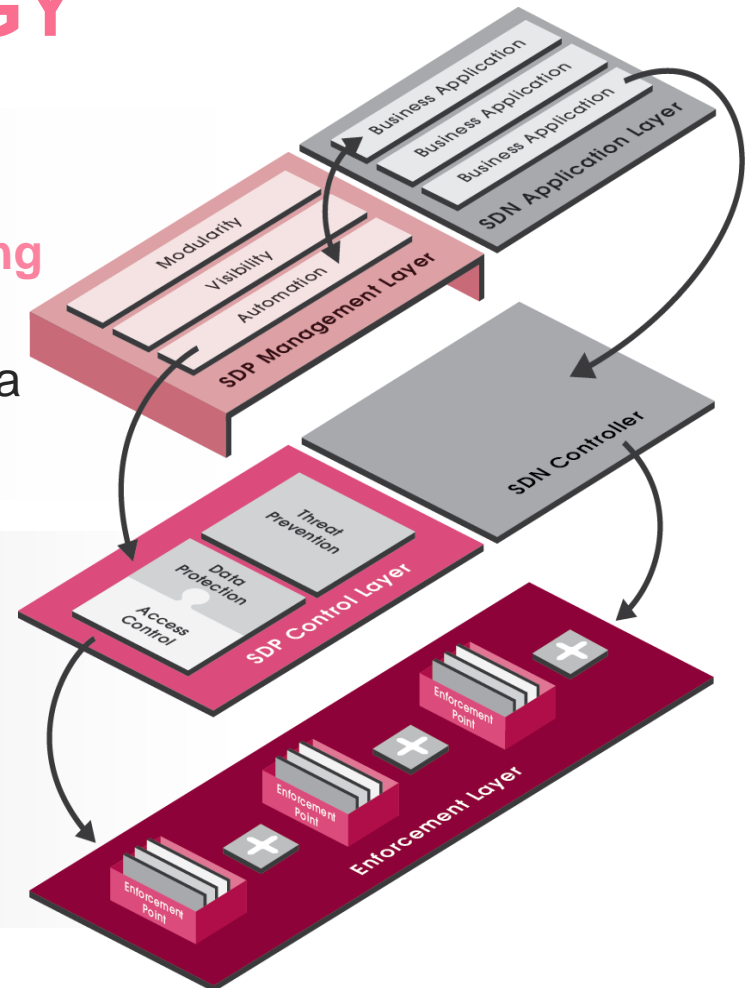 GY
ng
a
Business Application
Business Application
Business Application
SDN Application Layer
Modularity
Visibility
Automation
SDP Management Layer
SDN Controller
Threat
Prevention
Data
Protection
Access
Control
SDP Control Layer
Enforcement
Point
Enforcement
Point
Enforcement
Point
Enforcement Layer